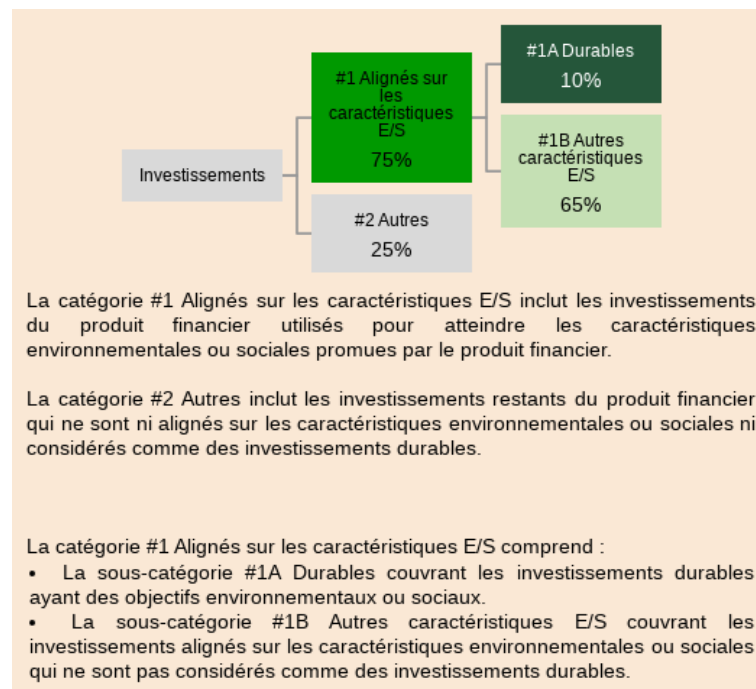 #1A Durables
10%
#1 Alignés sur
les
caractéristiques
E/S
75%
#1B Autres
caractéristiques
E/S
65%
Investissements
#2 Autres
25%
La catégorie #1 Alignés sur les caractéristiques E/S inclut les investissements
du produit financier utilisés pour atteindre les caractéristiques
environnementales ou sociales promues par le produit financier.
La catégorie #2 Autres inclut les investissements restants du produit financier
qui ne sont ni alignés sur les caractéristiques environnementales ou sociales ni
considérés comme des investissements durables.
La catégorie #1 Alignés sur les caractéristiques E/S comprend :
• La sous-catégorie #1A Durables couvrant les investissements durables
ayant des objectifs environnementaux ou sociaux.
• La sous-catégorie #1B Autres caractéristiques E/S couvrant les
investissements alignés sur les caractéristiques environnementales ou sociales
qui ne sont pas considérés comme des investissements durables.